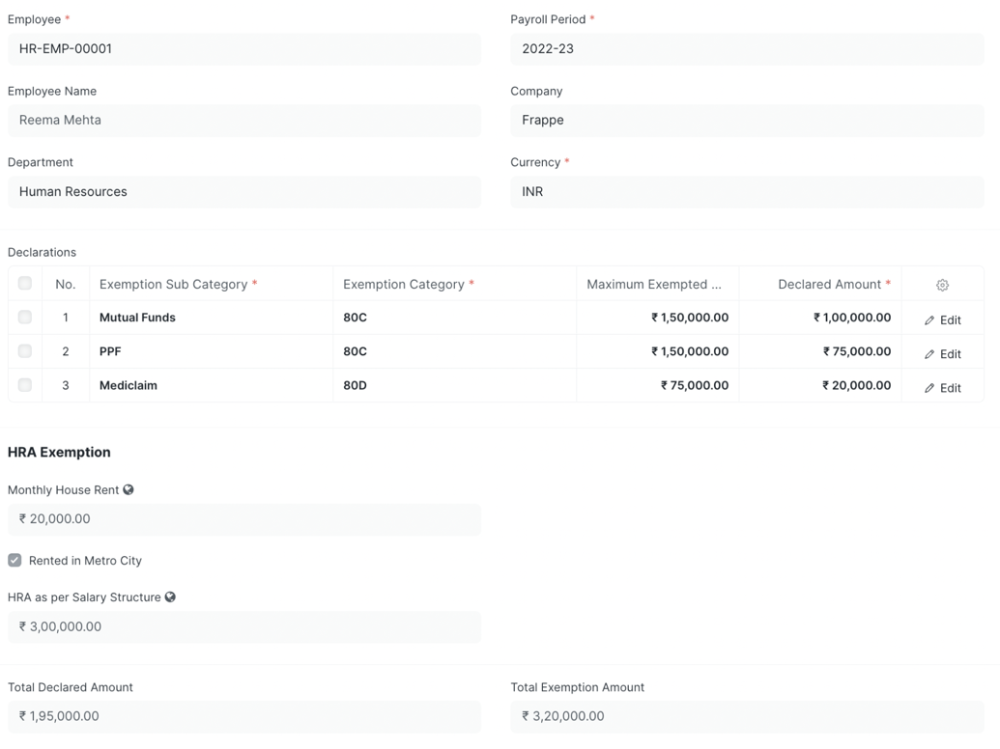 Employee * Payroll Period *
HR-EMP-00001 2022-23
Employee Name Company
Reema Mehta Frappe
Department Currency *
Human Resources INR
Declarations
No. Exemption Sub Category * Exemption Category * Maximum Exempted ... Declared Amount *
1 Mutual Funds 80C ₹ 1,50,000.00 ₹ 1,00,000.00 Edit
2 PPF 80C ₹ 1,50,000.00 ₹ 75,000.00 Edit
3 Mediclaim 80D ₹ 75,000.00 ₹ 20,000.00 Edit
HRA Exemption
Monthly House Rent
₹ 20,000.00
Rented in Metro City
HRA as per Salary Structure
₹ 3,00,000.00
Total Declared Amount Total Exemption Amount
₹ 1,95,000.00 ₹ 3,20,000.00